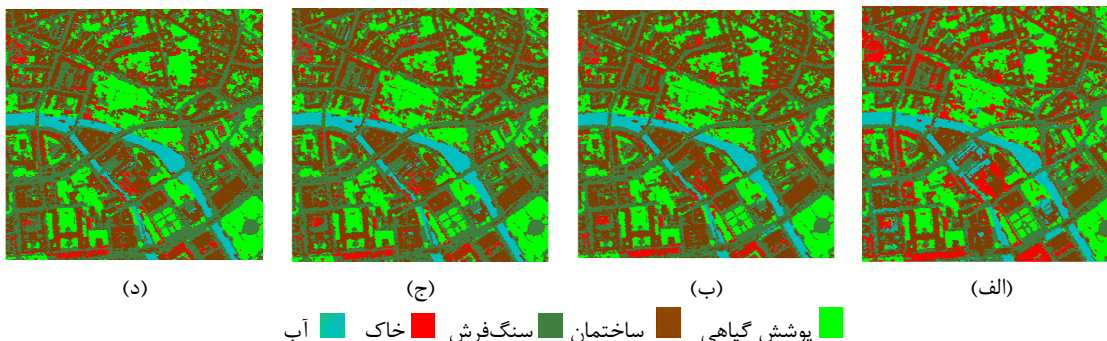 (الف) (ب) (ج) (د)
پوشش گیاهی ساختمان سنگ‌فرش خاک آب